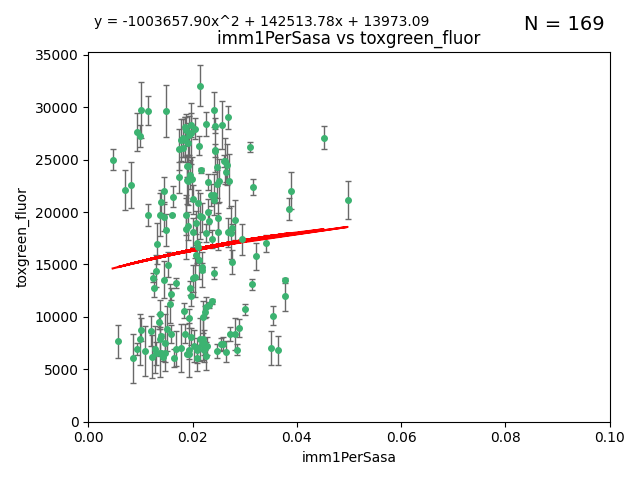 y = -1003657.90x^2 + 142513.78x + 13973.09
N = 169
imm1PerSasa vs toxgreen_fluor
35000
30000
25000
20000
15000
10000
5000
0
toxgreen_fluor
0.00 0.02 0.04 0.06 0.08 0.10
imm1PerSasa